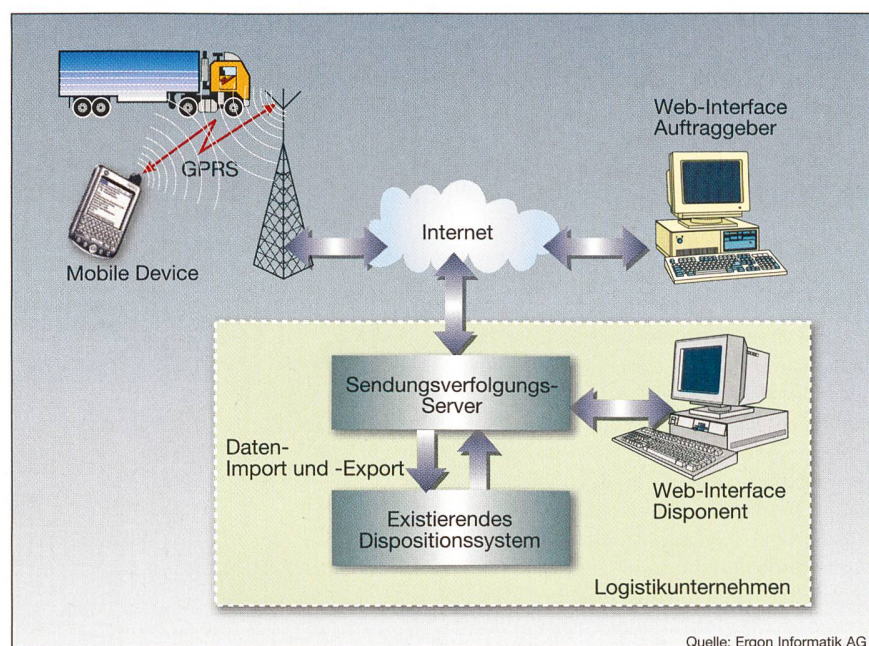 GPRS
Mobile Device
Internet
Web-Interface
Auftraggeber
Sendungsverfolgungs-
Server
Daten-
Import und -Export
Existierendes
Dispositionssystem
Web-Interface
Disponent
Logistikunternehmen
Quelle: Ergon Informatik AG